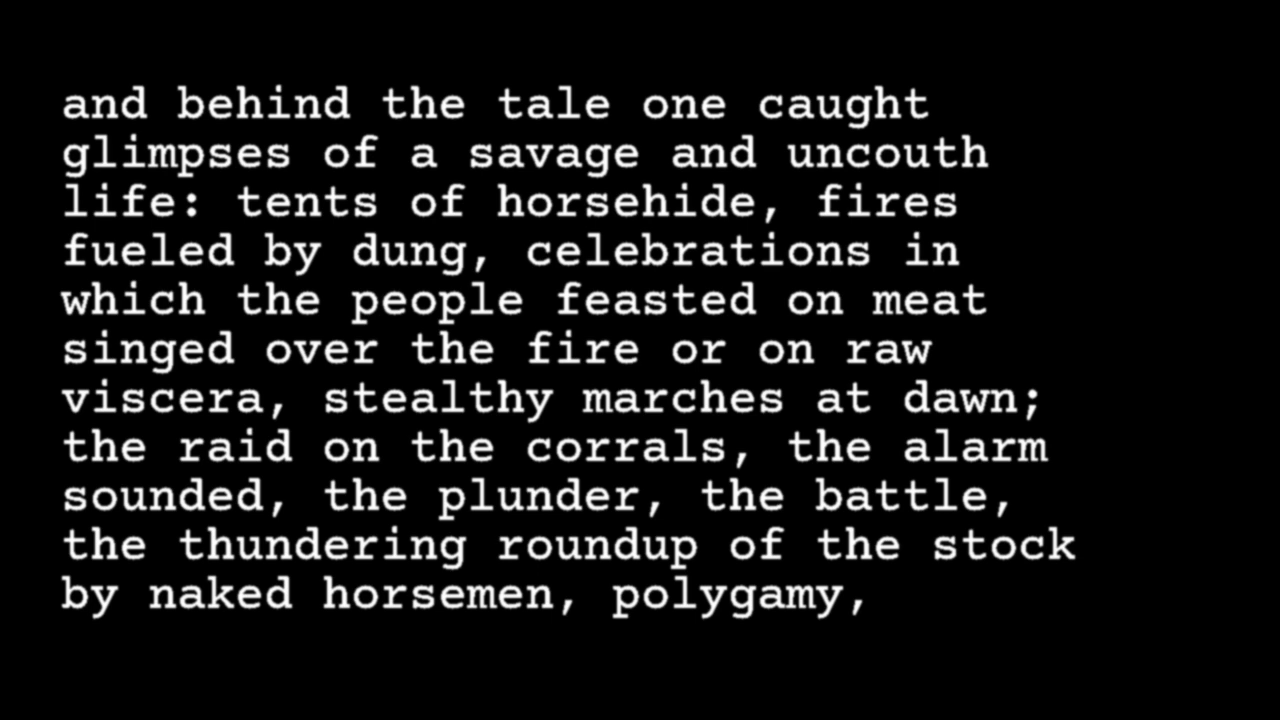 and behind the tale one caught
glimpses of a savage and uncouth
life: tents of horsehide, fires
fueled by dung, celebrations in
which the people feasted on meat
singed over the fire or on raw
viscera, stealthy marches at dawn;
the raid on the corrals, the alarm
sounded, the plunder, the battle,
the thundering roundup of the stock
by naked horsemen, polygamy,